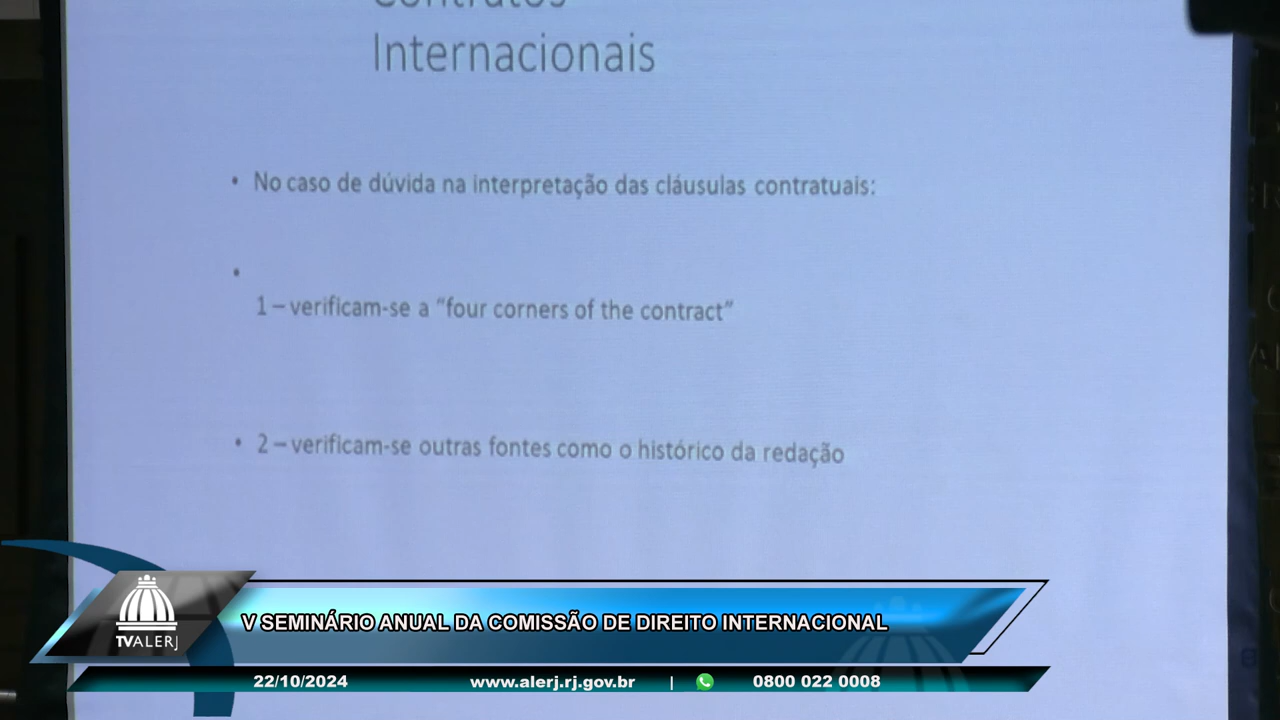 Contratos
Internacionais
• No caso de dúvida na interpretação das cláusulas contratuais:
•
1 – verificam-se a “four corners of the contract”
• 2 – verificam-se outras fontes como o histórico da redação
V SEMINÁRIO ANUAL DA COMISSÃO DE DIREITO INTERNACIONAL
TVALERJ
22/10/2024 www.alerj.rj.gov.br | 0800 022 0008